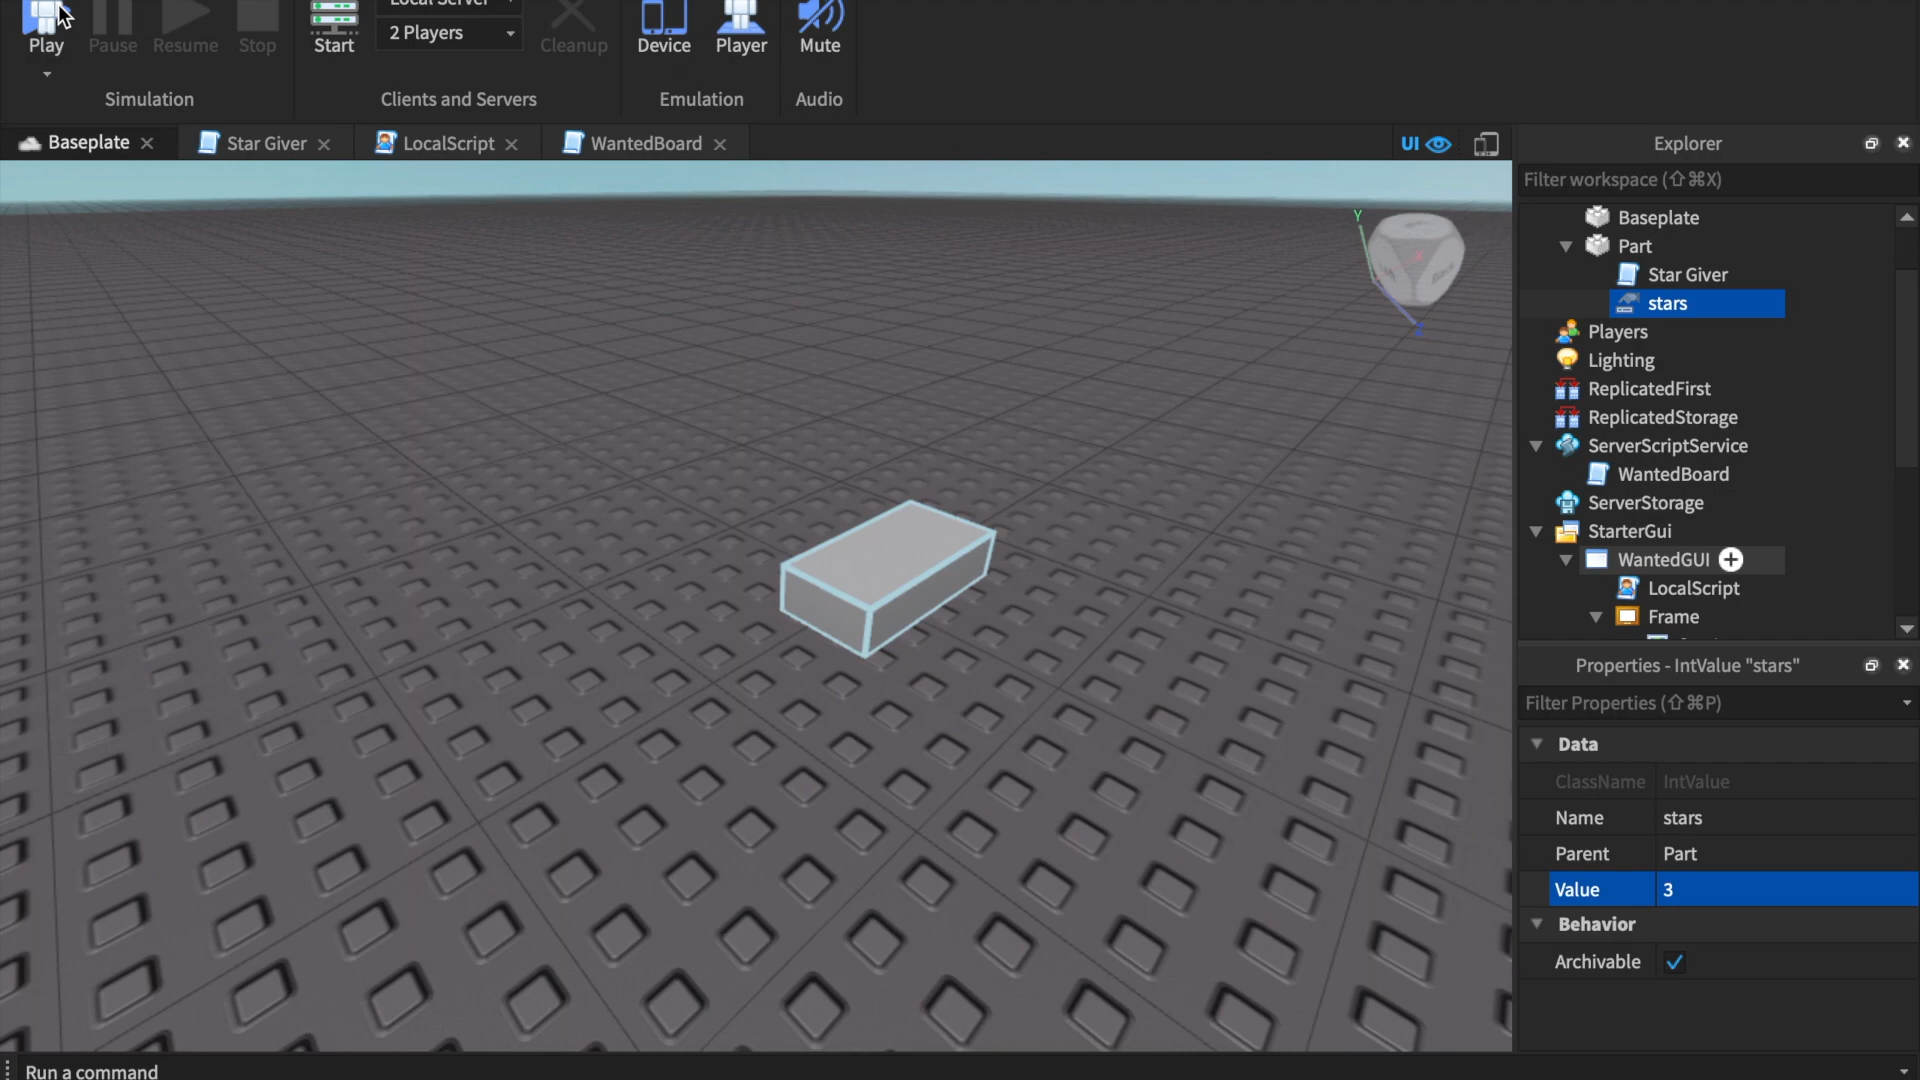 Local Server
Play
Pause
Resume
Stop
Start
2 Players
Cleanup
Device
Player
Mute
Simulation
Clients and Servers
Emulation
Audio
Baseplate
Star Giver
LocalScript
WantedBoard
UI
Explorer
Filter workspace (⇧⌘X)
Baseplate
Part
Star Giver
stars
Players
Lighting
ReplicatedFirst
ReplicatedStorage
ServerScriptService
WantedBoard
ServerStorage
StarterGui
WantedGUI
LocalScript
Frame
Y
X
Z
Properties - IntValue "stars"
Filter Properties (⇧⌘P)
Data
ClassName IntValue
Name stars
Parent Part
Value 3
Behavior
Archivable
Run a command